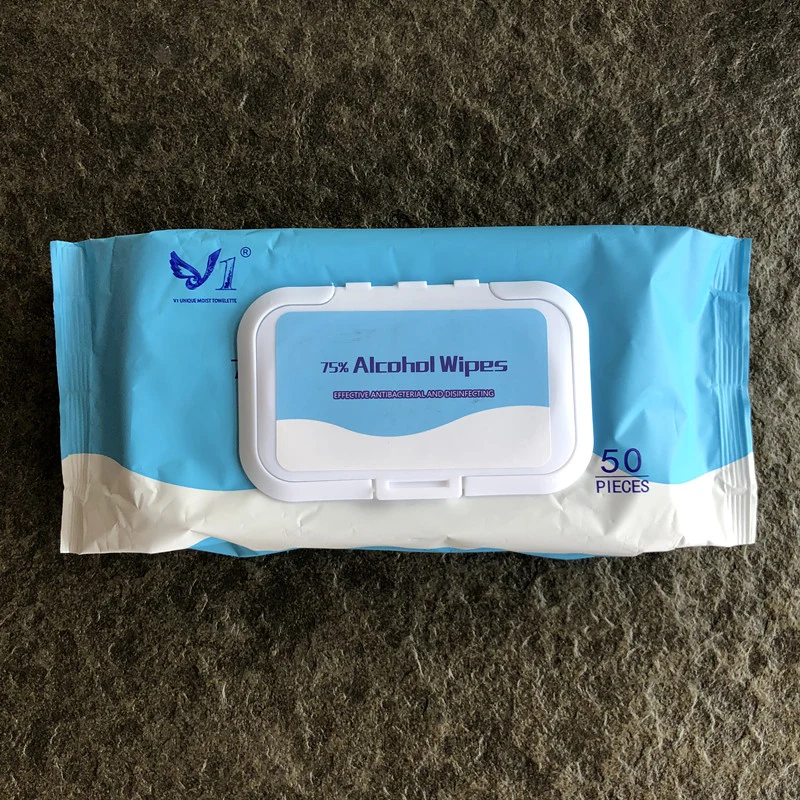 V1®
V1 UNIQUE MOIST TOWELETTE
75% Alcohol Wipes
EFFECTIVE ANTIBACTERIAL AND DISINFECTING
50
PIECES